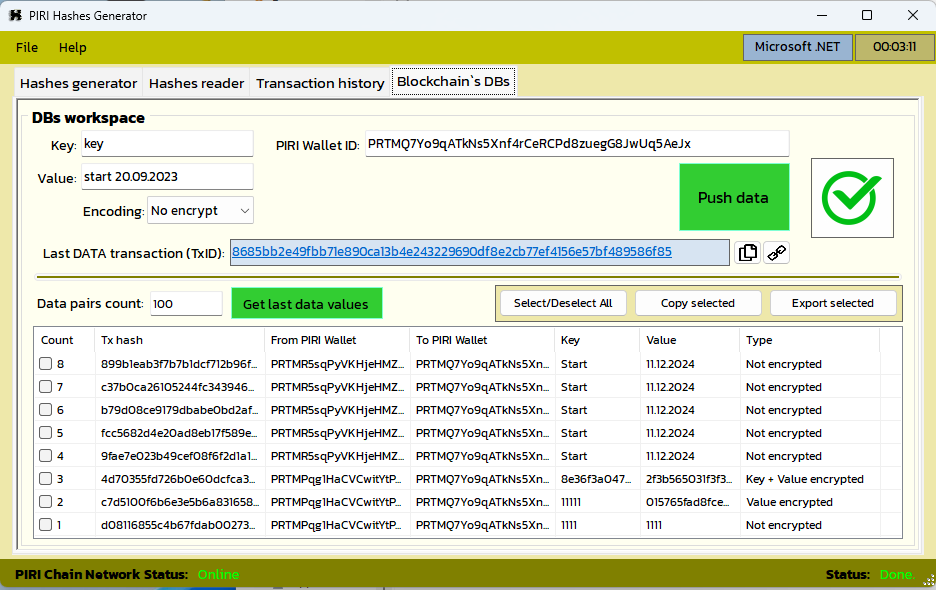 PIRI Hashes Generator
File Help Microsoft .NET 00:03:11
Hashes generator Hashes reader Transaction history Blockchain`s DBs
DBs workspace
Key: key PIRI Wallet ID: PRTMQ7Yo9qATkNs5Xnf4rCeRCPd8zuegG8JwUq5AeJx
Value: start 20.09.2023
Push data
Encoding: No encrypt
Last DATA transaction (TxID): 8685bb2e49fbb71e890ca13b4e243229690df8e2cb77ef4156e57bf489586f85
Data pairs count: 100 Get last data values Select/Deselect All Copy selected Export selected
Count Tx hash From PIRI Wallet To PIRI Wallet Key Value Type
8 899b1eab3f7b7b1dcf712b96f... PRTMR5sqPyVKHjeHMZ... PRTMQ7Yo9qATkNs5Xn... Start 11.12.2024 Not encrypted
7 c37b0ca26105244fc343946... PRTMR5sqPyVKHjeHMZ... PRTMQ7Yo9qATkNs5Xn... Start 11.12.2024 Not encrypted
6 b79d08ce9179dbabe0bd2af... PRTMR5sqPyVKHjeHMZ... PRTMQ7Yo9qATkNs5Xn... Start 11.12.2024 Not encrypted
5 fcc5682d4e20ad8eb17f589e... PRTMR5sqPyVKHjeHMZ... PRTMQ7Yo9qATkNs5Xn... Start 11.12.2024 Not encrypted
4 9fae7e023b49cef08f6f2d1a1... PRTMR5sqPyVKHjeHMZ... PRTMQ7Yo9qATkNs5Xn... Start 11.12.2024 Not encrypted
3 4d70355fd726b0e60dcfca3... PRTMPqg1HaCVCwitYtP... PRTMQ7Yo9qATkNs5Xn... 8e36f3a047... 2f3b565031f3f3... Key + Value encrypted
2 c7d5100f6b6e3e5b6a831658... PRTMPqg1HaCVCwitYtP... PRTMQ7Yo9qATkNs5Xn... 11111 015765fad8fce... Value encrypted
1 d08116855c4b67fdab00273... PRTMPqg1HaCVCwitYtP... PRTMQ7Yo9qATkNs5Xn... 1111 1111 Not encrypted
PIRI Chain Network Status: Online Status: Done.